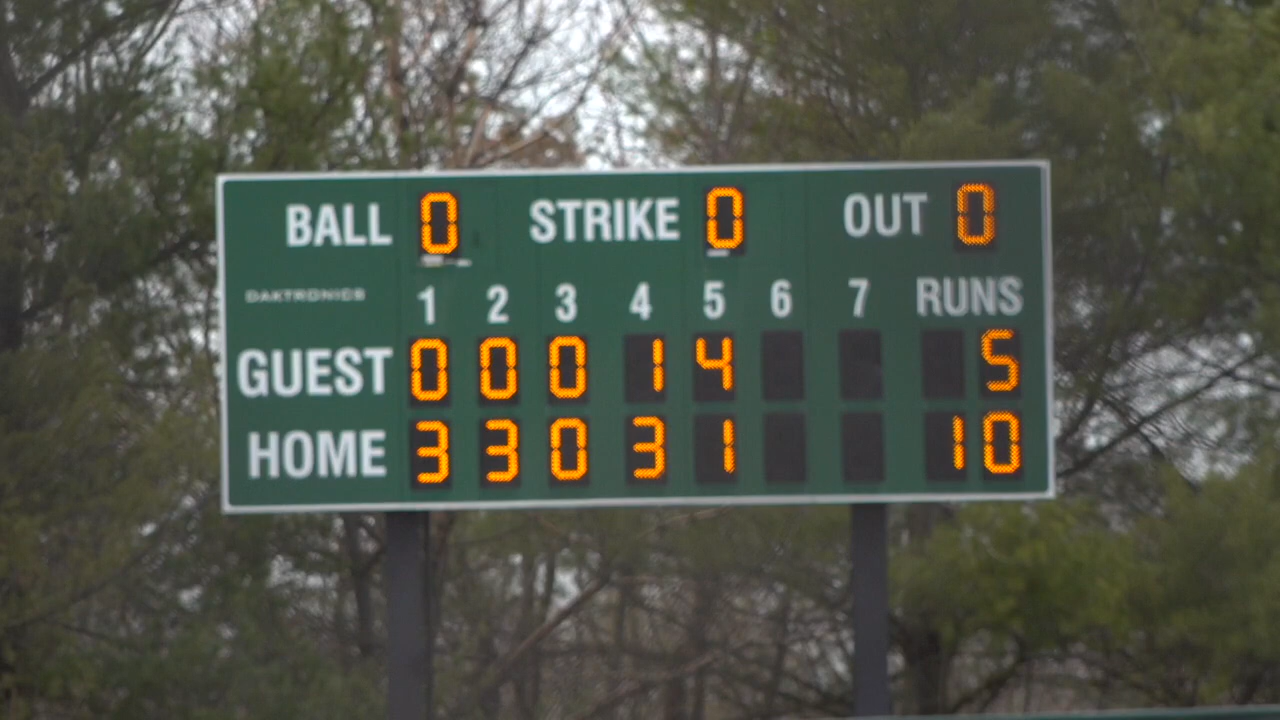 BALL 0 STRIKE 0 OUT 0
DAKTRONICS 1 2 3 4 5 6 7 RUNS
GUEST 0 0 0 1 4 5
HOME 3 3 0 3 1 10